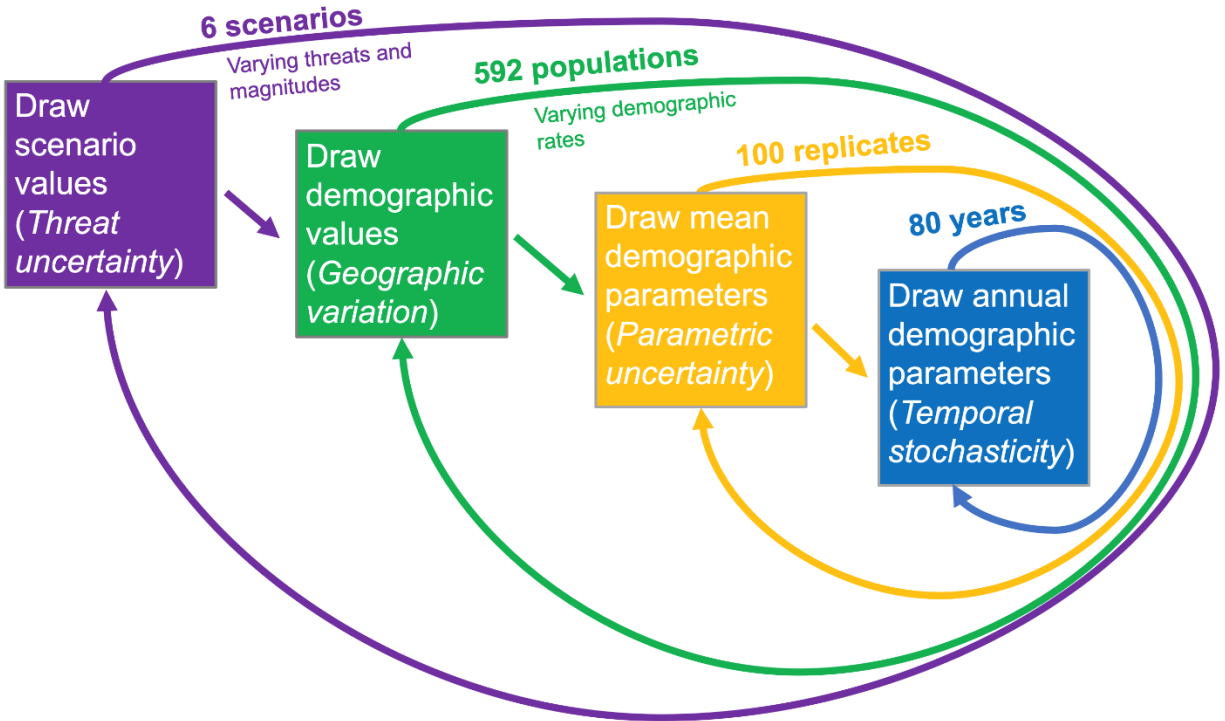 6 scenarios
Varying threats and
magnitudes
Draw
scenario
values
(Threat
uncertainty)
592 populations
Varying demographic
rates
Draw
demographic
values
(Geographic
variation)
100 replicates
Draw mean
demographic
parameters
(Parametric
uncertainty)
80 years
Draw annual
demographic
parameters
(Temporal
stochasticity)